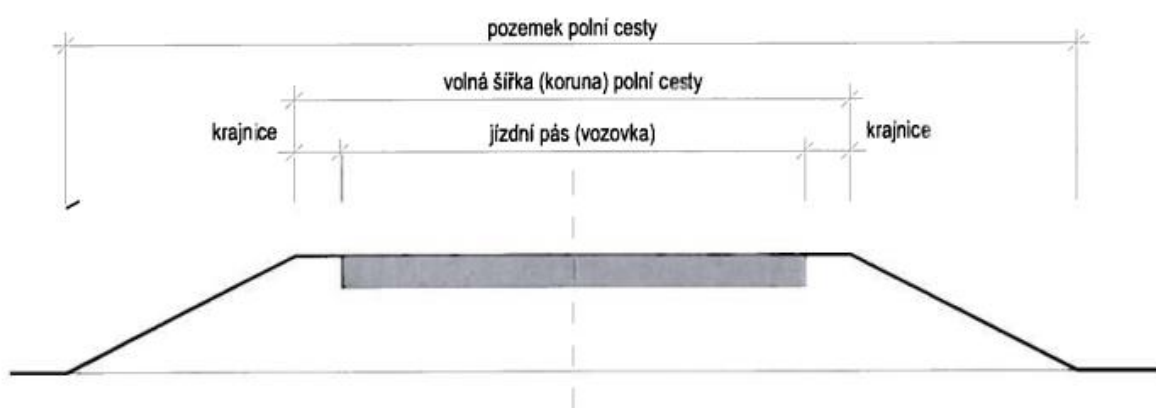 pozemek polní cesty
volná šířka (koruna) polní cesty
krajnice
jízdní pás (vozovka)
krajnice